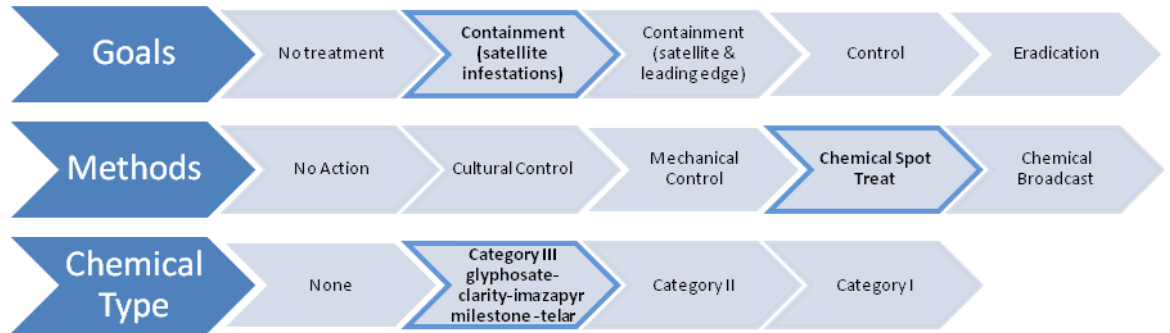 Goals
No treatment
Containment
(satellite
infestations)
Containment
(satellite &
leading edge)
Control
Eradication
Methods
No Action
Cultural Control
Mechanical
Control
Chemical Spot
Treat
Chemical
Broadcast
Chemical
Type
None
Category III
glyphosate-
clarity-imazapyr
milestone-telar
Category II
Category I